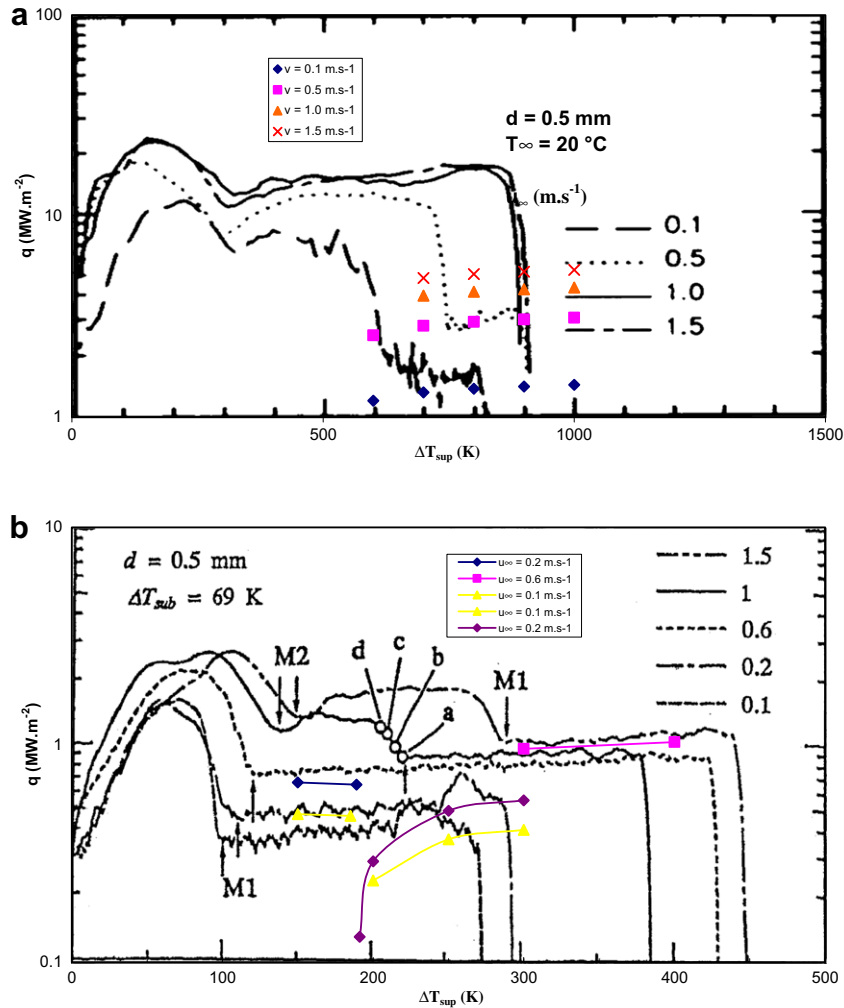 a
100
v = 0.1 m.s-1
v = 0.5 m.s-1
v = 1.0 m.s-1
v = 1.5 m.s-1
d = 0.5 mm
T∞ = 20 °C
∞ (m.s-1)
0.1
0.5
1.0
1.5
q (MW.m-2)
10
1
0
500
1000
1500
ΔTsup (K)
b
10
d = 0.5 mm
ΔTsub = 69 K
u∞ = 0.2 m.s-1
u∞ = 0.6 m.s-1
u∞ = 0.1 m.s-1
u∞ = 0.1 m.s-1
u∞ = 0.2 m.s-1
1.5
1
0.6
0.2
0.1
M2
d
c
b
a
M1
M1
q (MW.m-2)
1
0.1
0
100
200
300
400
500
ΔTsup (K)